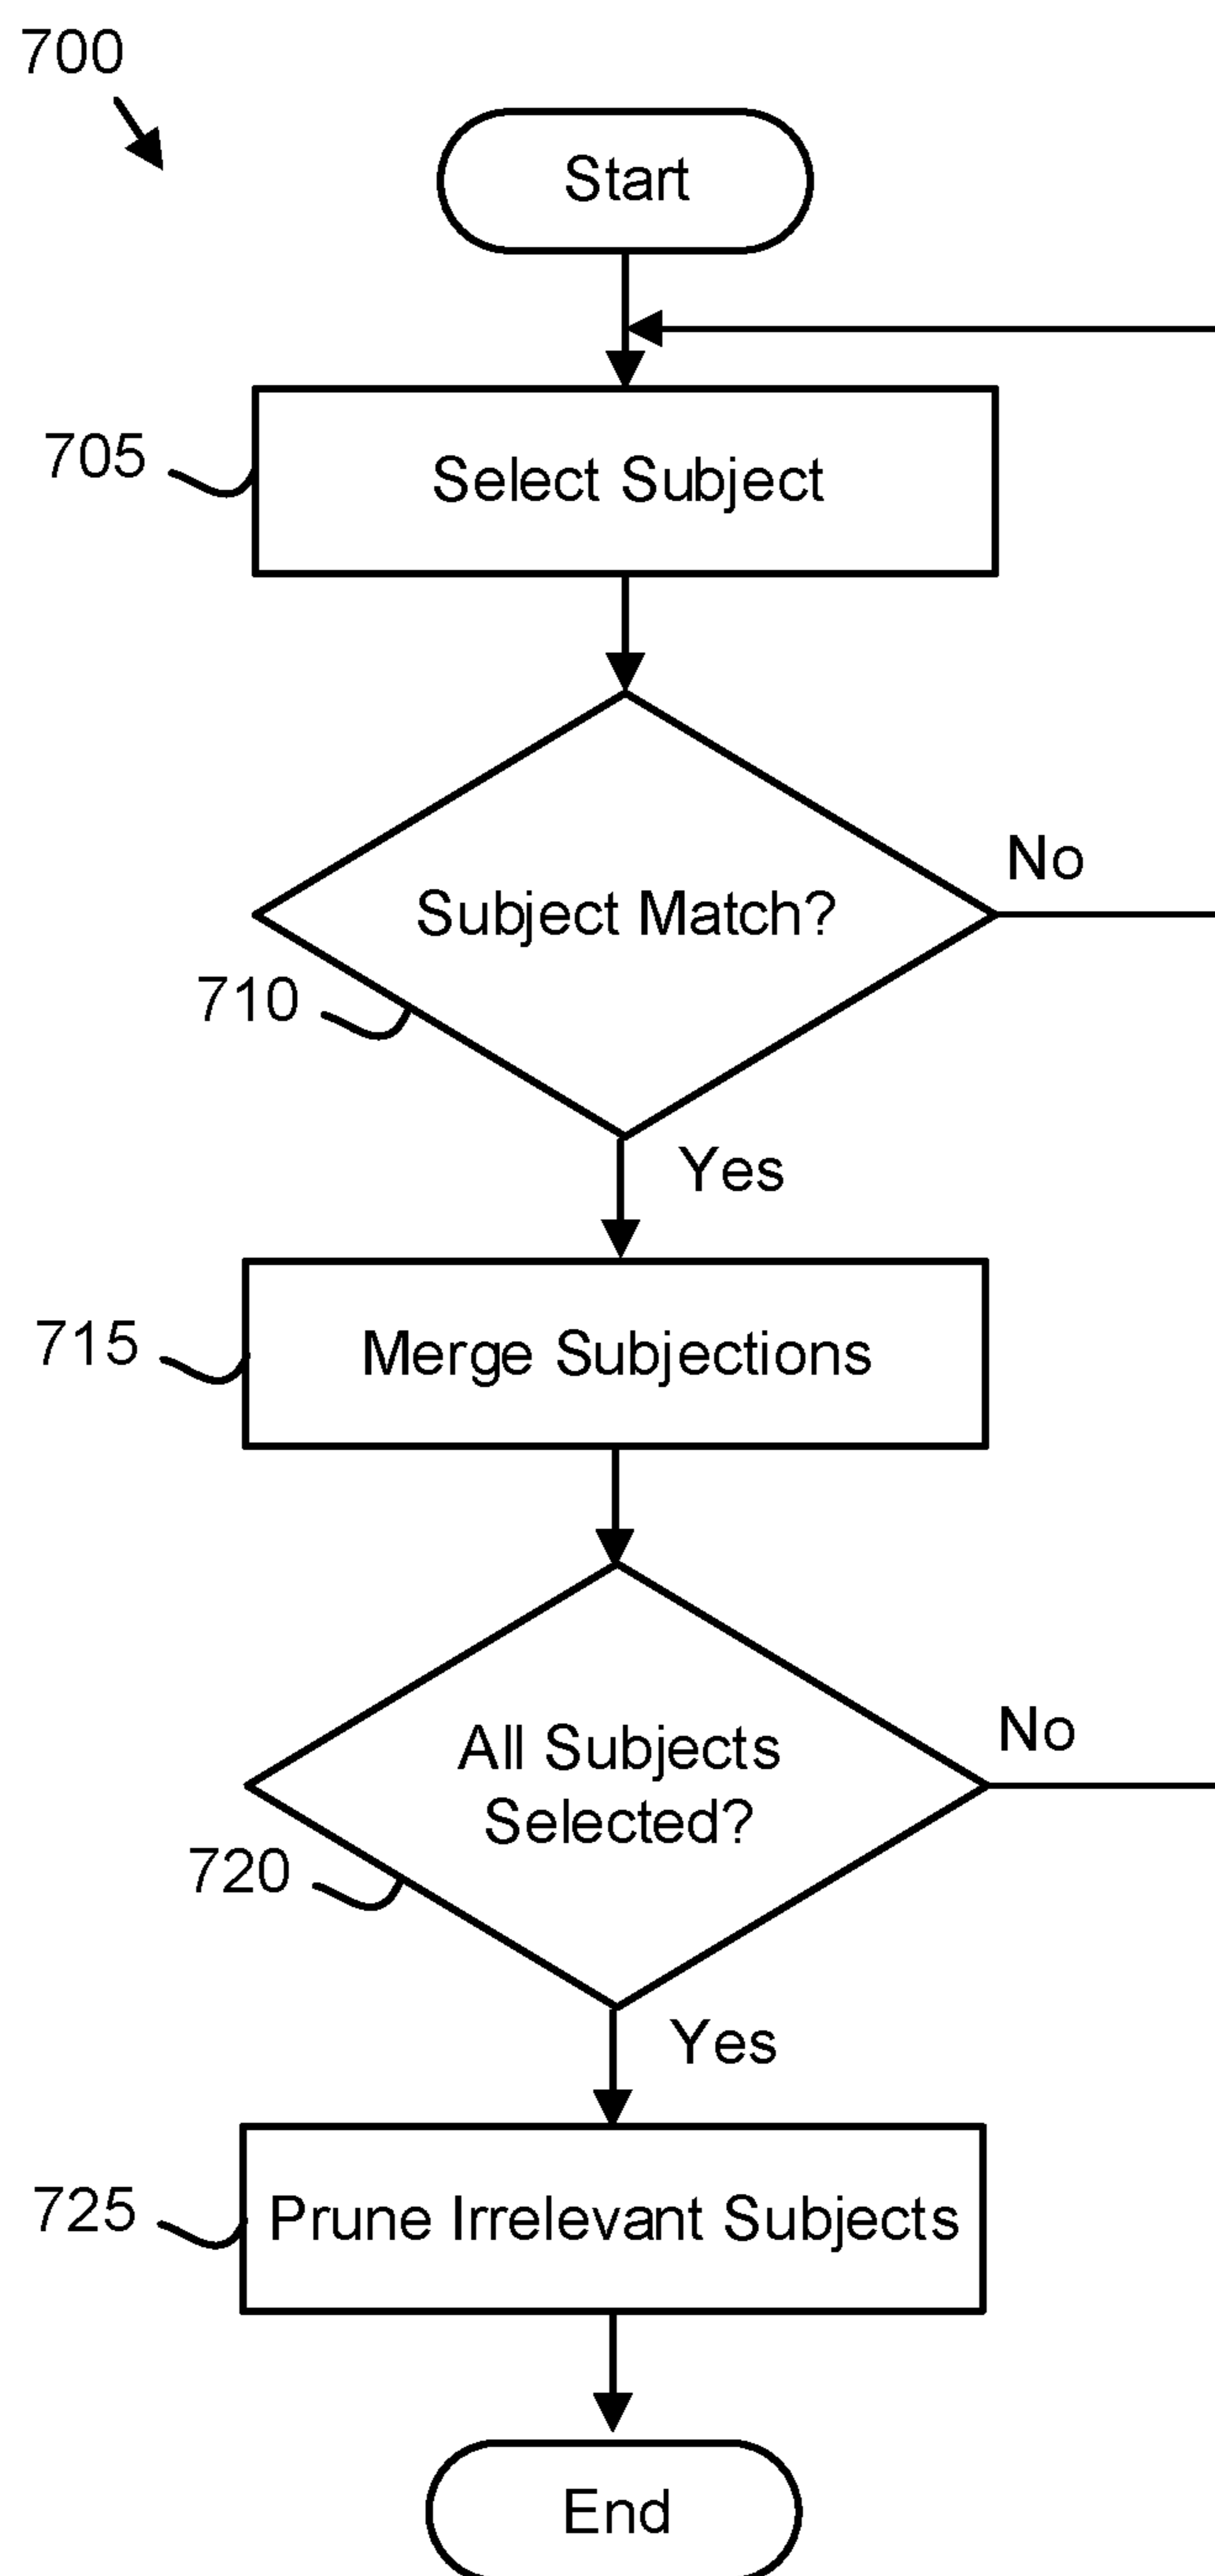 700
Start
705
Select Subject
Subject Match?
No
710
Yes
715
Merge Subjections
All Subjects
Selected?
No
720
Yes
725
Prune Irrelevant Subjects
End